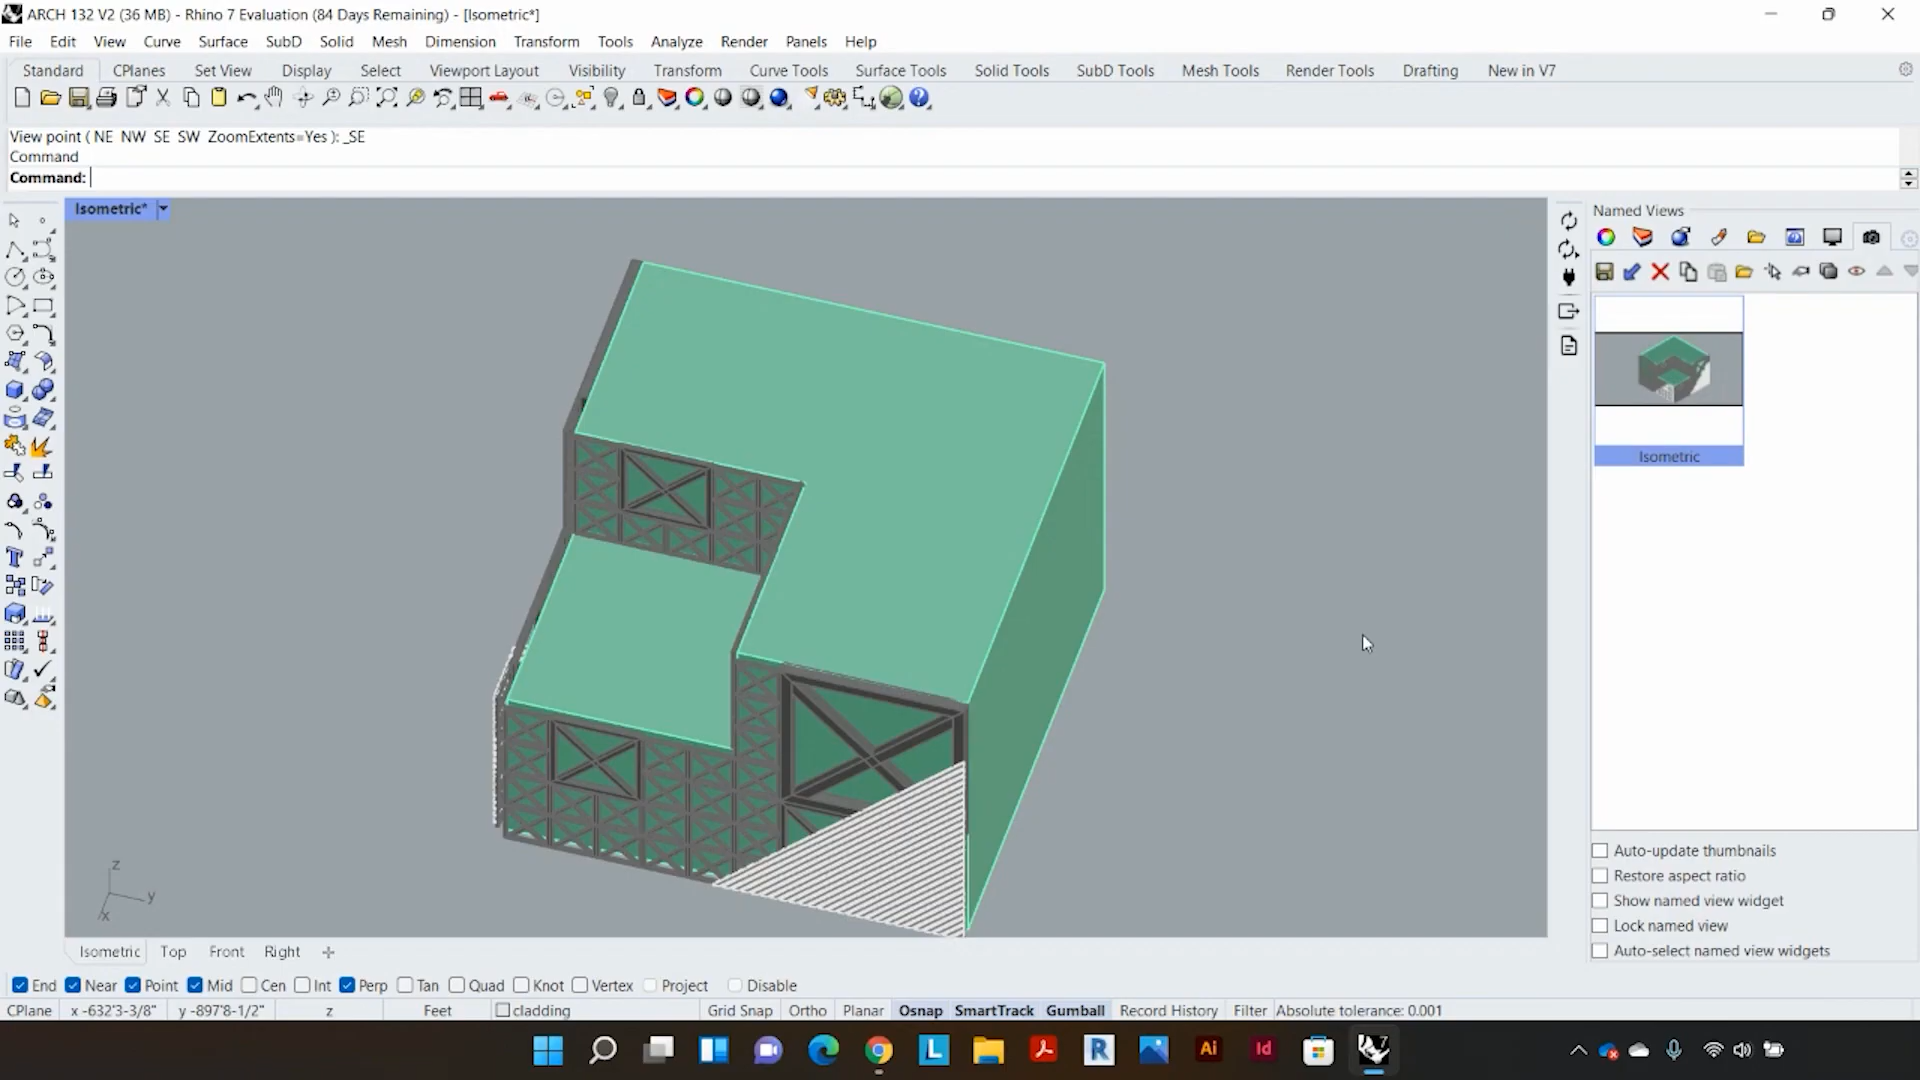 ARCH 132 V2 (36 MB) - Rhino 7 Evaluation (84 Days Remaining) - [Isometric*]
File Edit View Curve Surface SubD Solid Mesh Dimension Transform Tools Analyze Render Panels Help
Standard CPlanes Set View Display Select Viewport Layout Visibility Transform Curve Tools Surface Tools Solid Tools SubD Tools Mesh Tools Render Tools Drafting New in V7
View point ( NE NW SE SW ZoomExtents=Yes ): _SE
Command
Command:
Isometric*
Named Views
Isometric
Auto-update thumbnails
Restore aspect ratio
Show named view widget
Lock named view
Auto-select named view widgets
z
y
x
Isometric Top Front Right
End Near Point Mid Cen Int Perp Tan Quad Knot Vertex Project Disable
CPlane x -632'3-3/8" y -897'8-1/2" z Feet cladding Grid Snap Ortho Planar Osnap SmartTrack Gumball Record History Filter Absolute tolerance: 0.001
L R Ai Id 7